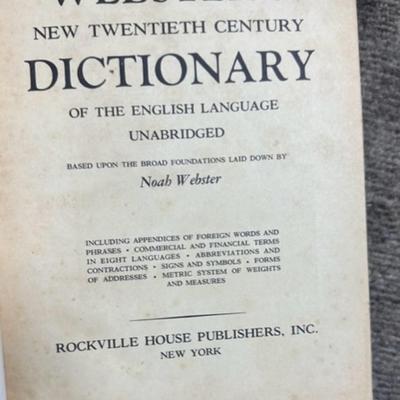 WEBSTER'S
NEW TWENTIETH CENTURY
DICTIONARY
OF THE ENGLISH LANGUAGE
UNABRIDGED
BASED UPON THE BROAD FOUNDATIONS LAID DOWN BY
Noah Webster
INCLUDING APPENDICES OF FOREIGN WORDS AND
PHRASES • COMMERCIAL AND FINANCIAL TERMS
IN EIGHT LANGUAGES • ABBREVIATIONS AND
CONTRACTIONS • SIGNS AND SYMBOLS • FORMS
OF ADDRESSES • METRIC SYSTEM OF WEIGHTS
AND MEASURES
ROCKVILLE HOUSE PUBLISHERS, INC.
NEW YORK